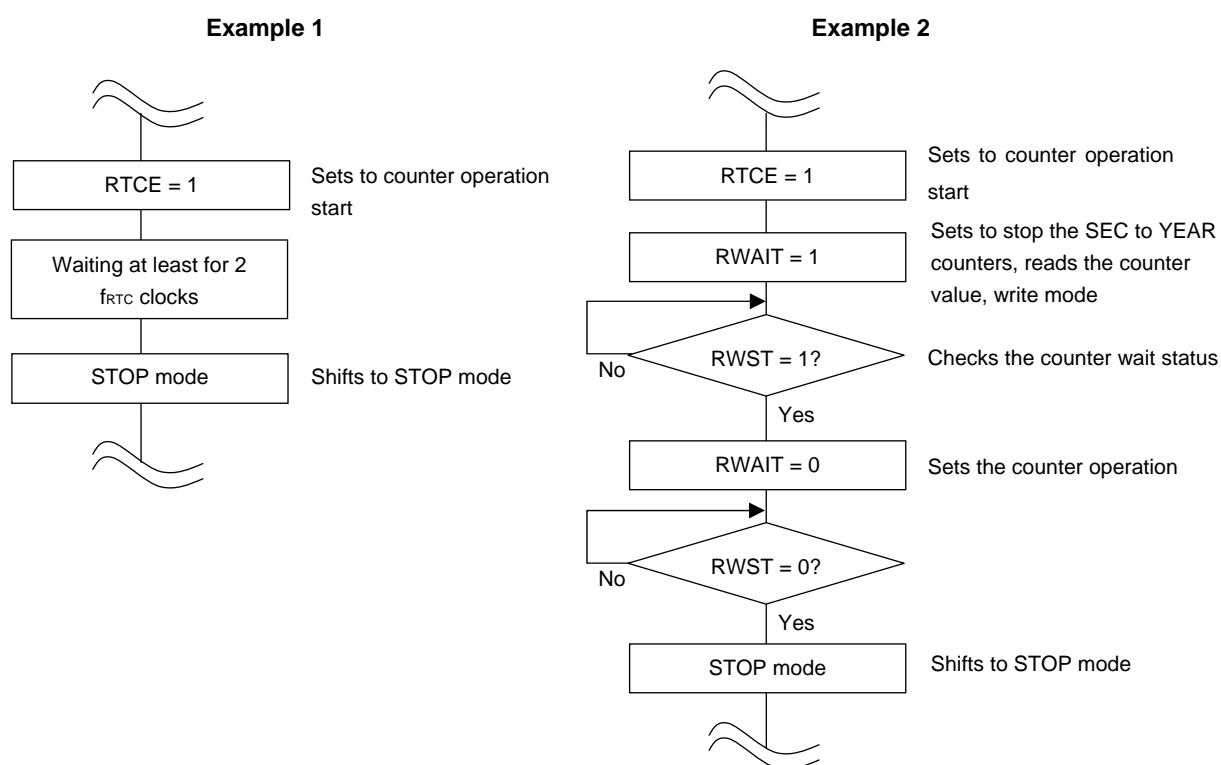 Example 1
RTCE = 1
Sets to counter operation
start
Waiting at least for 2
fRTC clocks
STOP mode
Shifts to STOP mode
Example 2
RTCE = 1
Sets to counter operation
start
RWAIT = 1
Sets to stop the SEC to YEAR
counters, reads the counter
value, write mode
RWST = 1?
Checks the counter wait status
No
Yes
RWAIT = 0
Sets the counter operation
RWST = 0?
No
Yes
STOP mode
Shifts to STOP mode